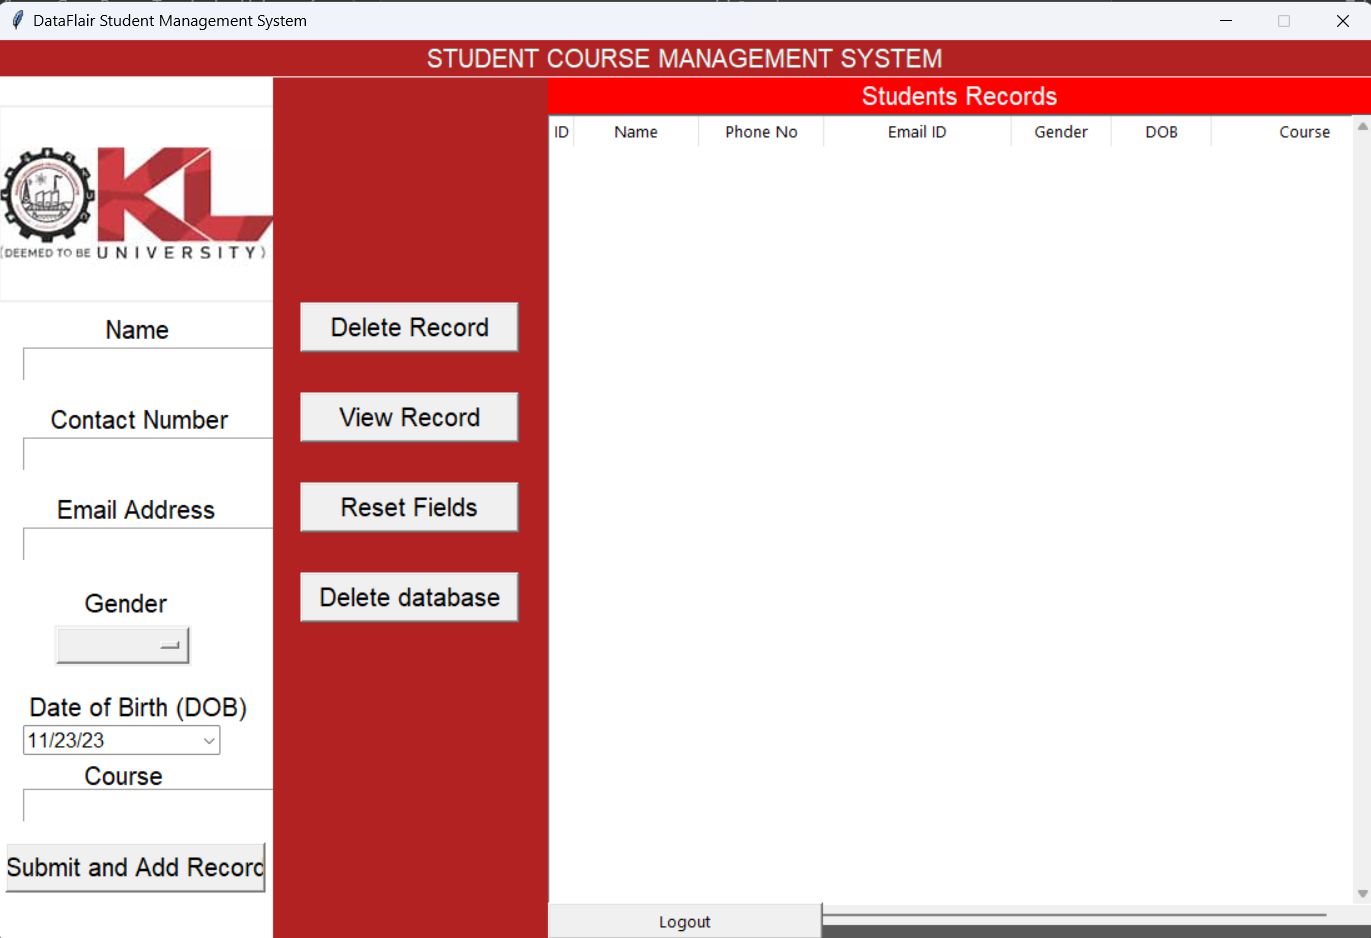 DataFlair Student Management System
STUDENT COURSE MANAGEMENT SYSTEM
KL
(DEEMED TO BE UNIVERSITY)
Name
Contact Number
Email Address
Gender
Date of Birth (DOB)
11/23/23
Course
Submit and Add Record
Delete Record
View Record
Reset Fields
Delete database
Students Records
ID Name Phone No Email ID Gender DOB Course
Logout